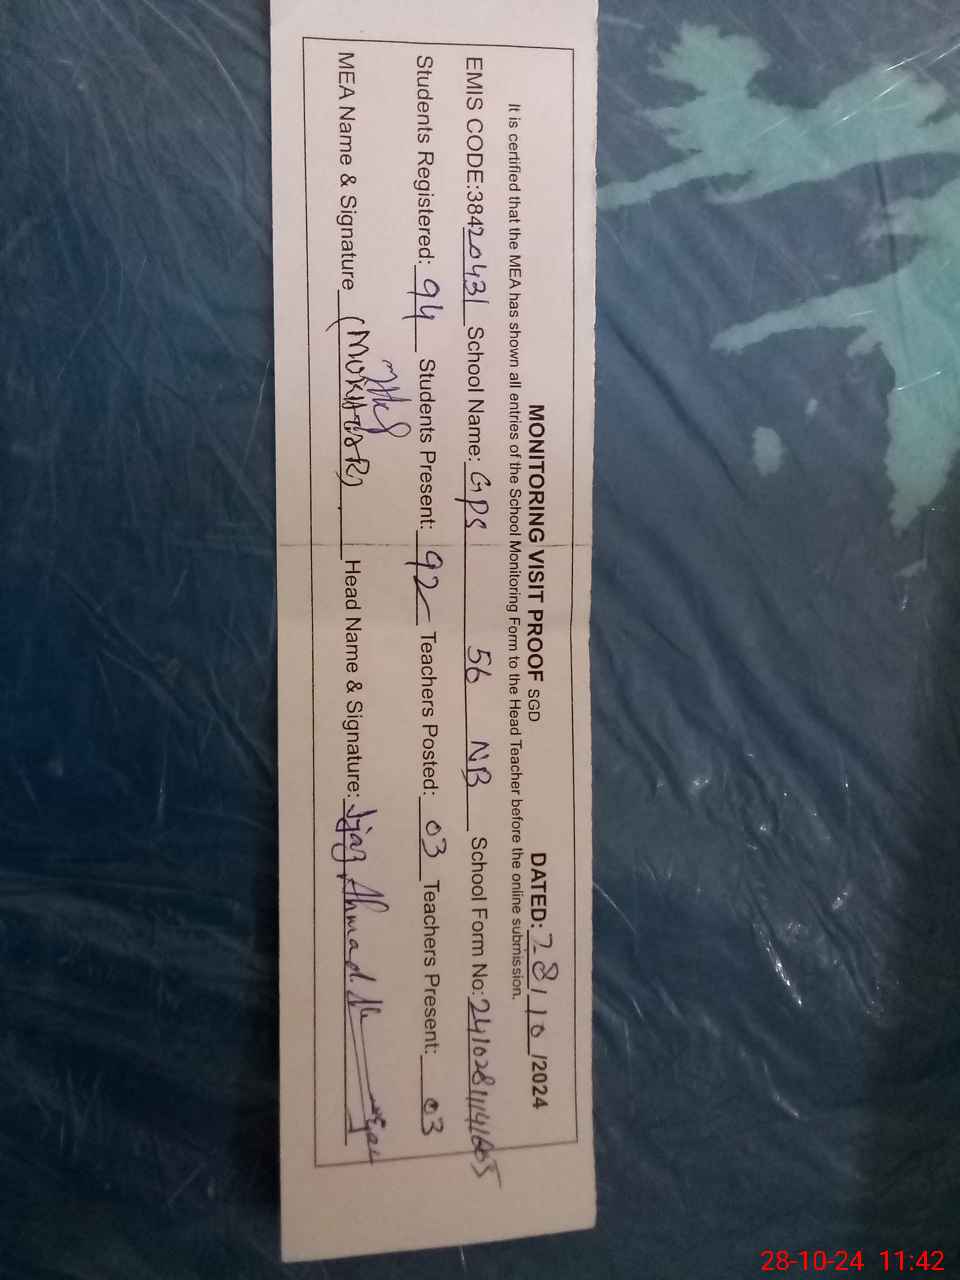 MONITORING VISIT PROOF SGD DATED: 28/10/2024
It is certified that the MEA has shown all entries of the School Monitoring Form to the Head Teacher before the online submission.
EMIS CODE:38420431 School Name: GPS 56 NB School Form No:
Students Registered: 94 Students Present: 92 Teachers Posted: 03 Teachers Present: 03
MEA Name & Signature (MUKHTAR) Head Name & Signature: Ijaz Ahmad
28-10-24 11:42